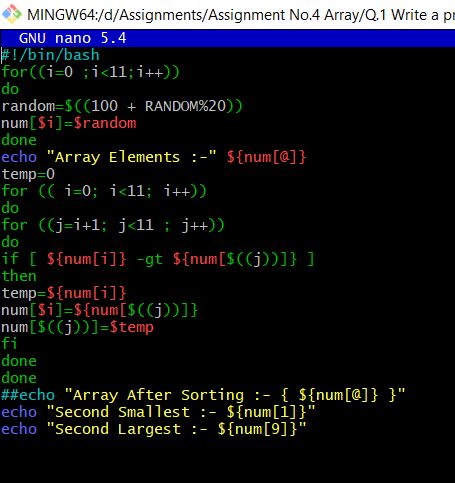 MINGW64:/d/Assignments/Assignment No.4 Array/Q.1 Write a pr
GNU nano 5.4
#!/bin/bash
for((i=0 ;i<11;i++))
do
random=$((100 + RANDOM%20))
num[$i]=$random
done
echo "Array Elements :-" ${num[@]}
temp=0
for (( i=0; i<11; i++))
do
for ((j=i+1; j<11 ; j++))
do
if [ ${num[i]} -gt ${num[$((j))]} ]
then
temp=${num[i]}
num[$i]=${num[$((j))]}
num[$((j))]=$temp
fi
done
done
##echo "Array After Sorting :- { ${num[@]} }"
echo "Second Smallest :- ${num[1]}"
echo "Second Largest :- ${num[9]}"